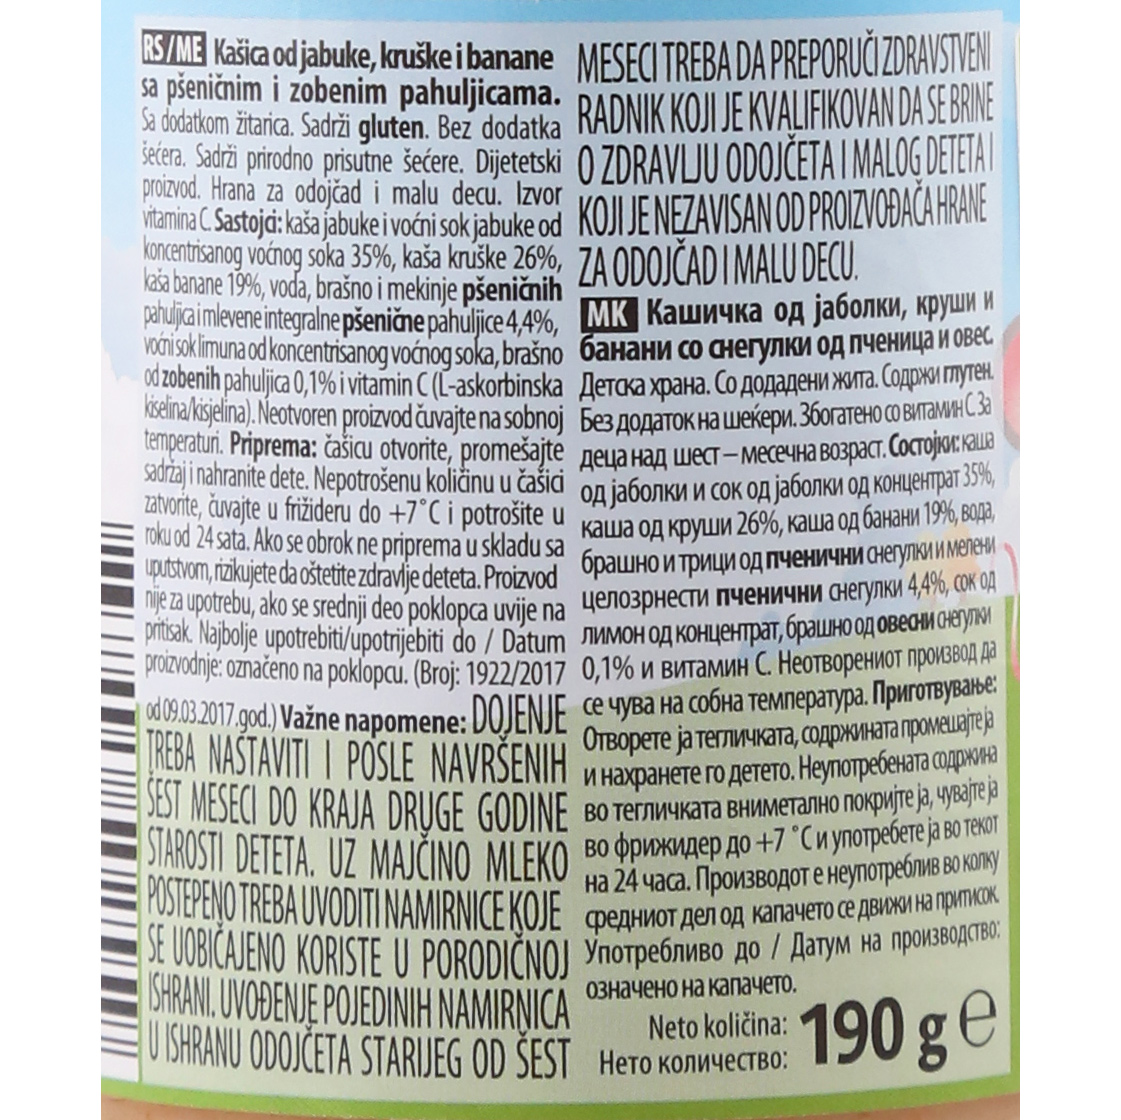 RS/ME Kašica od jabuke, kruške i banane
sa pšeničnim i zobenim pahuljicama.
Sa dodatkom žitarica. Sadrži gluten. Bez dodatka
šećera. Sadrži prirodno prisutne šećere. Dijetetski
proizvod. Hrana za odojčad i malu decu. Izvor
vitamina C. Sastojci: kaša jabuke i voćni sok jabuke od
koncentrisanog voćnog soka 35%, kaša kruške 26%,
kaša banane 19%, voda, brašno i mekinje pšeničnih
pahuljica i mlevene integralne pšenične pahuljice 4,4%,
voćni sok limuna od koncentrisanog voćnog soka, brašno
od zobenih pahuljica 0,1% i vitamin C (L-askorbinska
kiselina/kisjelina). Neotvoren proizvod čuvajte na sobnoj
temperaturi. Priprema: čašicu otvorite, promešajte
sadržaj i nahranite dete. Nepotrošenu količinu u čašici
zatvorite, čuvajte u frižideru do +7˚C i potrošite u
roku od 24 sata. Ako se obrok ne priprema u skladu sa
uputstvom, rizikujete da oštetite zdravlje deteta. Proizvod
nije za upotrebu, ako se srednji deo poklopca uvije na
pritisak. Najbolje upotrebiti/upotrijebiti do / Datum
proizvodnje: označeno na poklopcu. (Broj: 1922/2017
od 09.03.2017.god.) Važne napomene: DOJENJE
TREBA NASTAVITI I POSLE NAVRŠENIH
ŠEST MESECI DO KRAJA DRUGE GODINE
STAROSTI DETETA. UZ MAJČINO MLEKO
POSTEPENO TREBA UVODITI NAMIRNICE KOJE
SE UOBIČAJENO KORISTE U PORODIČNOJ
ISHRANI. UVOĐENJE POJEDINIH NAMIRNICA
U ISHRANU ODOJČETA STARIJEG OD ŠEST
MESECI TREBA DA PREPORUČI ZDRAVSTVENI
RADNIK KOJI JE KVALIFIKOVAN DA SE BRINE
O ZDRAVLJU ODOJČETA I MALOG DETETA I
KOJI JE NEZAVISAN OD PROIZVOĐAČA HRANE
ZA ODOJČAD I MALU DECU.
MK Кашичка од јаболки, круши и
банани со снегулки од пченица и овес.
Детска храна. Со додадени жита. Содржи глутен.
Без додаток на шеќери. Збогатено со витамин С. За
деца над шест – месечна возраст. Состојки: каша
од јаболки и сок од јаболки од концентрат 35%,
каша од круши 26%, каша од банани 19%, вода,
брашно и трици од пченични снегулки и мелени
целозрнести пченични снегулки 4,4%, сок од
лимон од концентрат, брашно од овесни снегулки
0,1% и витамин С. Неотворениот производ да
се чува на собна температура. Приготвување:
Отворете ја тегличката, содржината промешајте ја
и нахранете го детето. Неупотребената содржина
во тегличката вниметално покријте ја, чувајте ја
во фрижидер до +7 ˚С и употребете ја во текот
на 24 часа. Производот е неупотреблив во колку
средниот дел од капачето се движи на притисок.
Употребливо до / Датум на производство:
означено на капачето.
Neto količina:
Нето количество: 190 g e